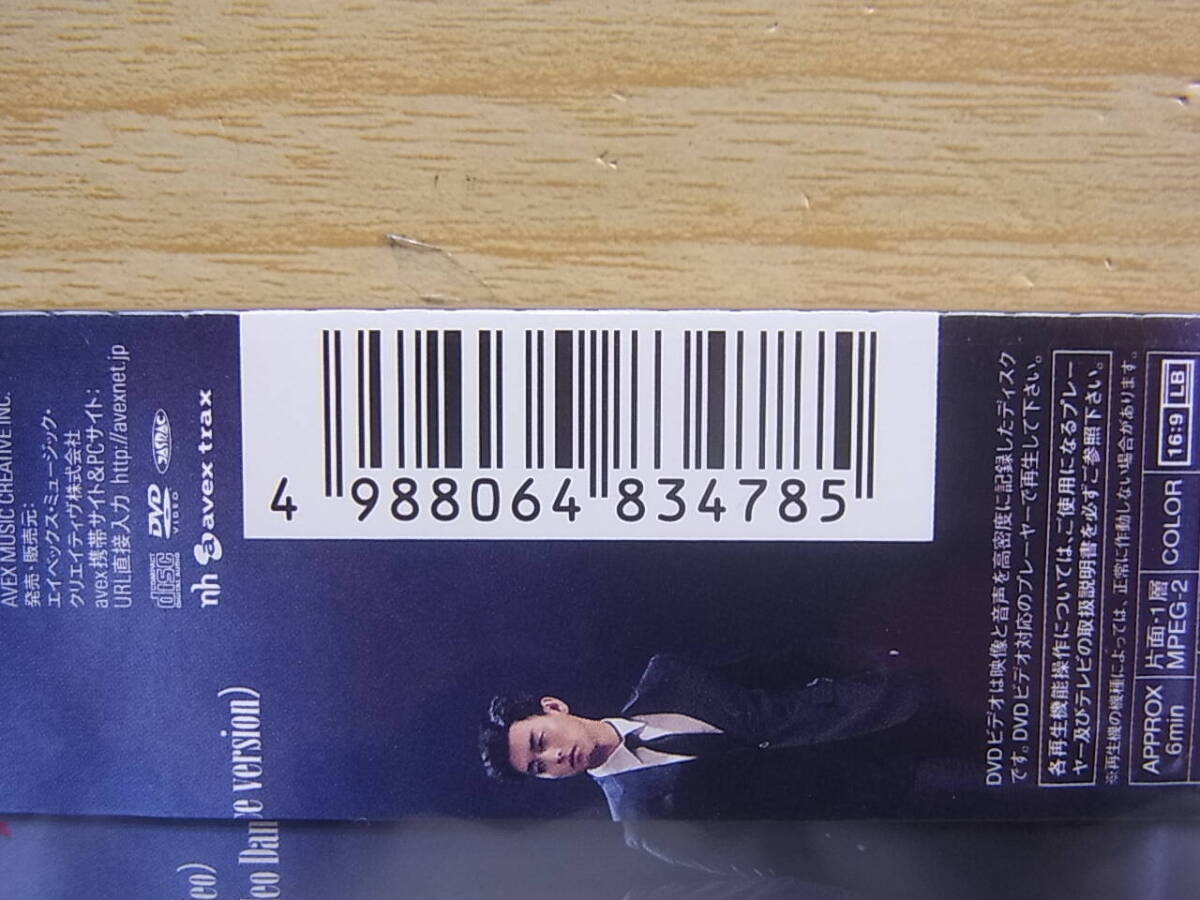 4 988064 834785
AVEX MUSIC CREATIVE INC.
発売・販売元:
エイベックス・ミュージック・
クリエイティヴ株式会社
avex携帯サイト&PCサイト:
URL直接入力 http://avexnet.jp
COMPACT
disc
DIGITAL AUDIO
DVD
VIDEO
JASRAC
nh avex trax
eo Dance version)
eo)
DVDビデオは映像と音声を高密度に記録したディスク
です。DVDビデオ対応のプレーヤーで再生して下さい。
各再生機能操作については、ご使用になるプレー
ヤー及びテレビの取扱説明書を必ずご参照下さい。
※再生機の機種によっては、正常に作動しない場合があります。
APPROX 片面・1層 COLOR 16:9 LB
6min MPEG-2